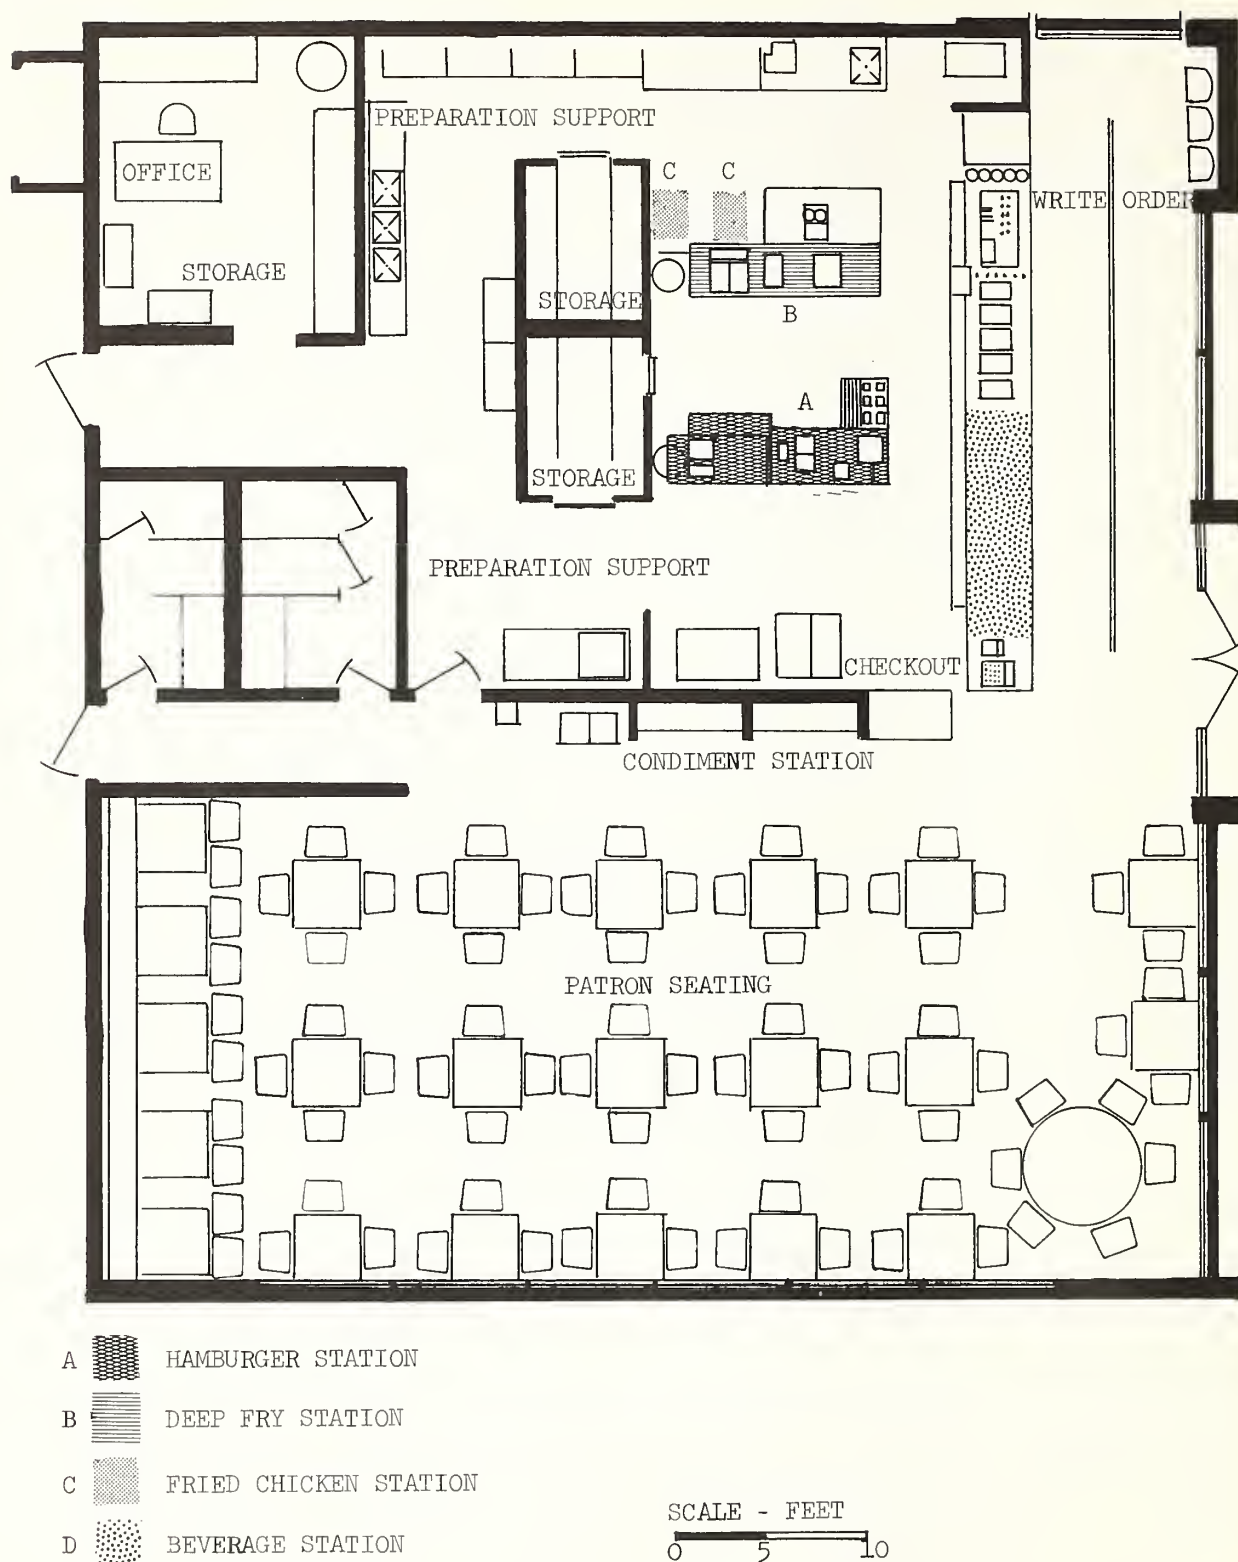 PREPARATION SUPPORT
C C
OFFICE
WRITE ORDER
STORAGE
STORAGE
B
A
STORAGE
PREPARATION SUPPORT
CHECKOUT
CONDIMENT STATION
PATRON SEATING
A HAMBURGER STATION
B DEEP FRY STATION
C FRIED CHICKEN STATION
D BEVERAGE STATION
SCALE - FEET
0 5 10